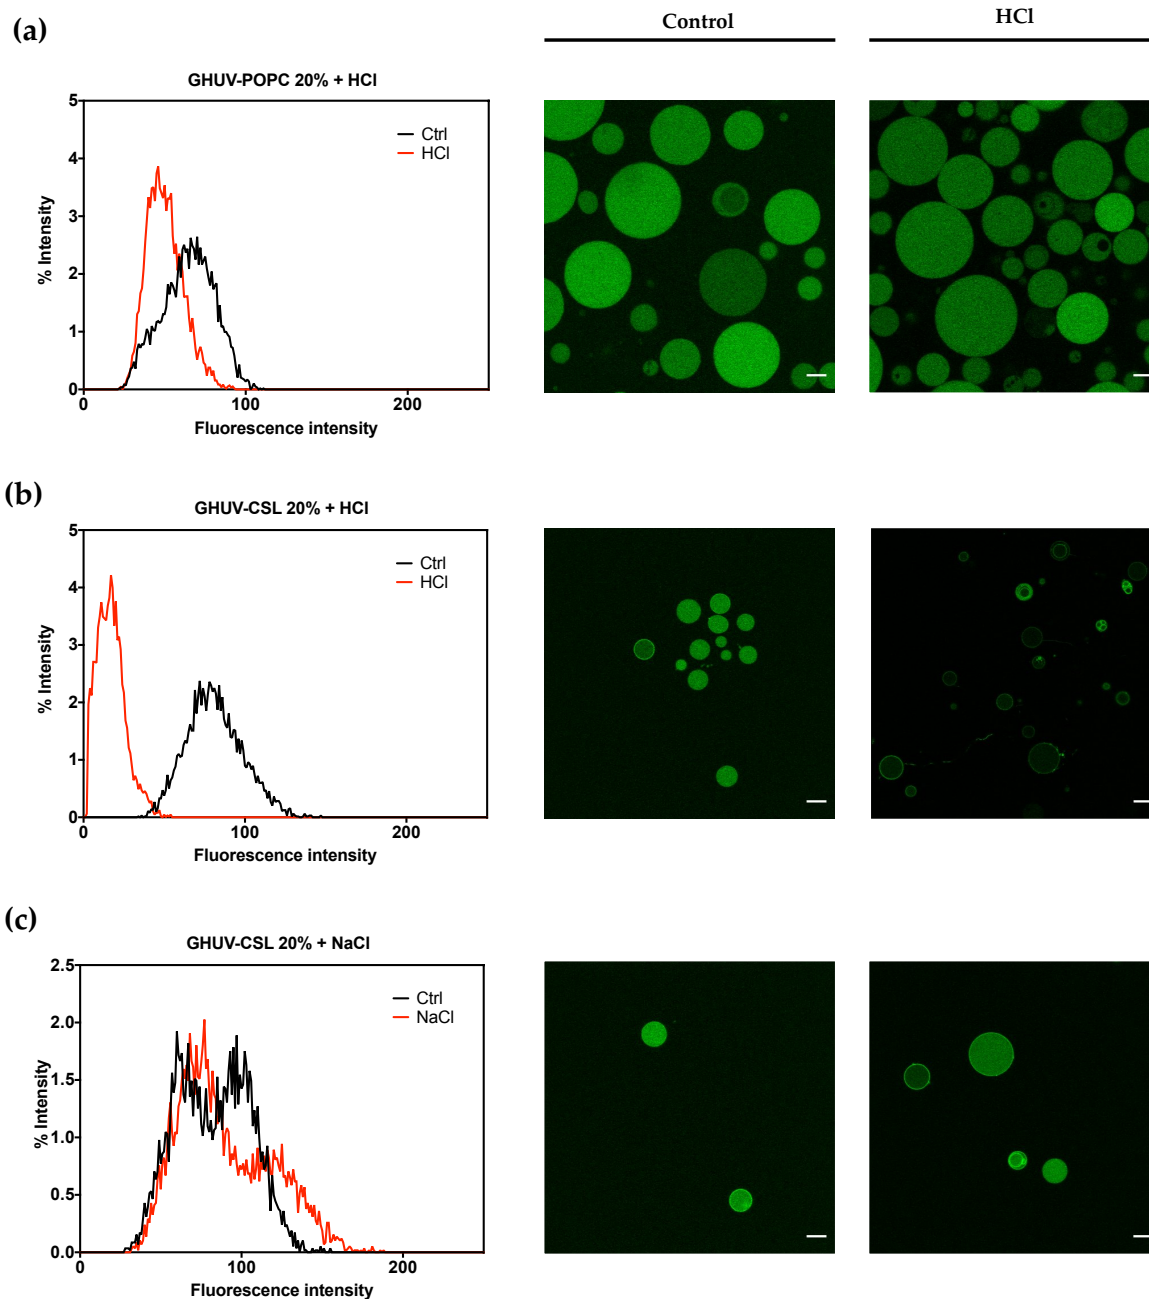 (a)
Control
HCl
GHUV-POPC 20% + HCl
% Intensity
5
4
3
2
1
0
Ctrl
HCl
0 100 200
Fluorescence intensity
(b)
GHUV-CSL 20% + HCl
% Intensity
5
4
3
2
1
0
Ctrl
HCl
0 100 200
Fluorescence intensity
(c)
GHUV-CSL 20% + NaCl
% Intensity
2.5
2.0
1.5
1.0
0.5
0.0
Ctrl
NaCl
0 100 200
Fluorescence intensity